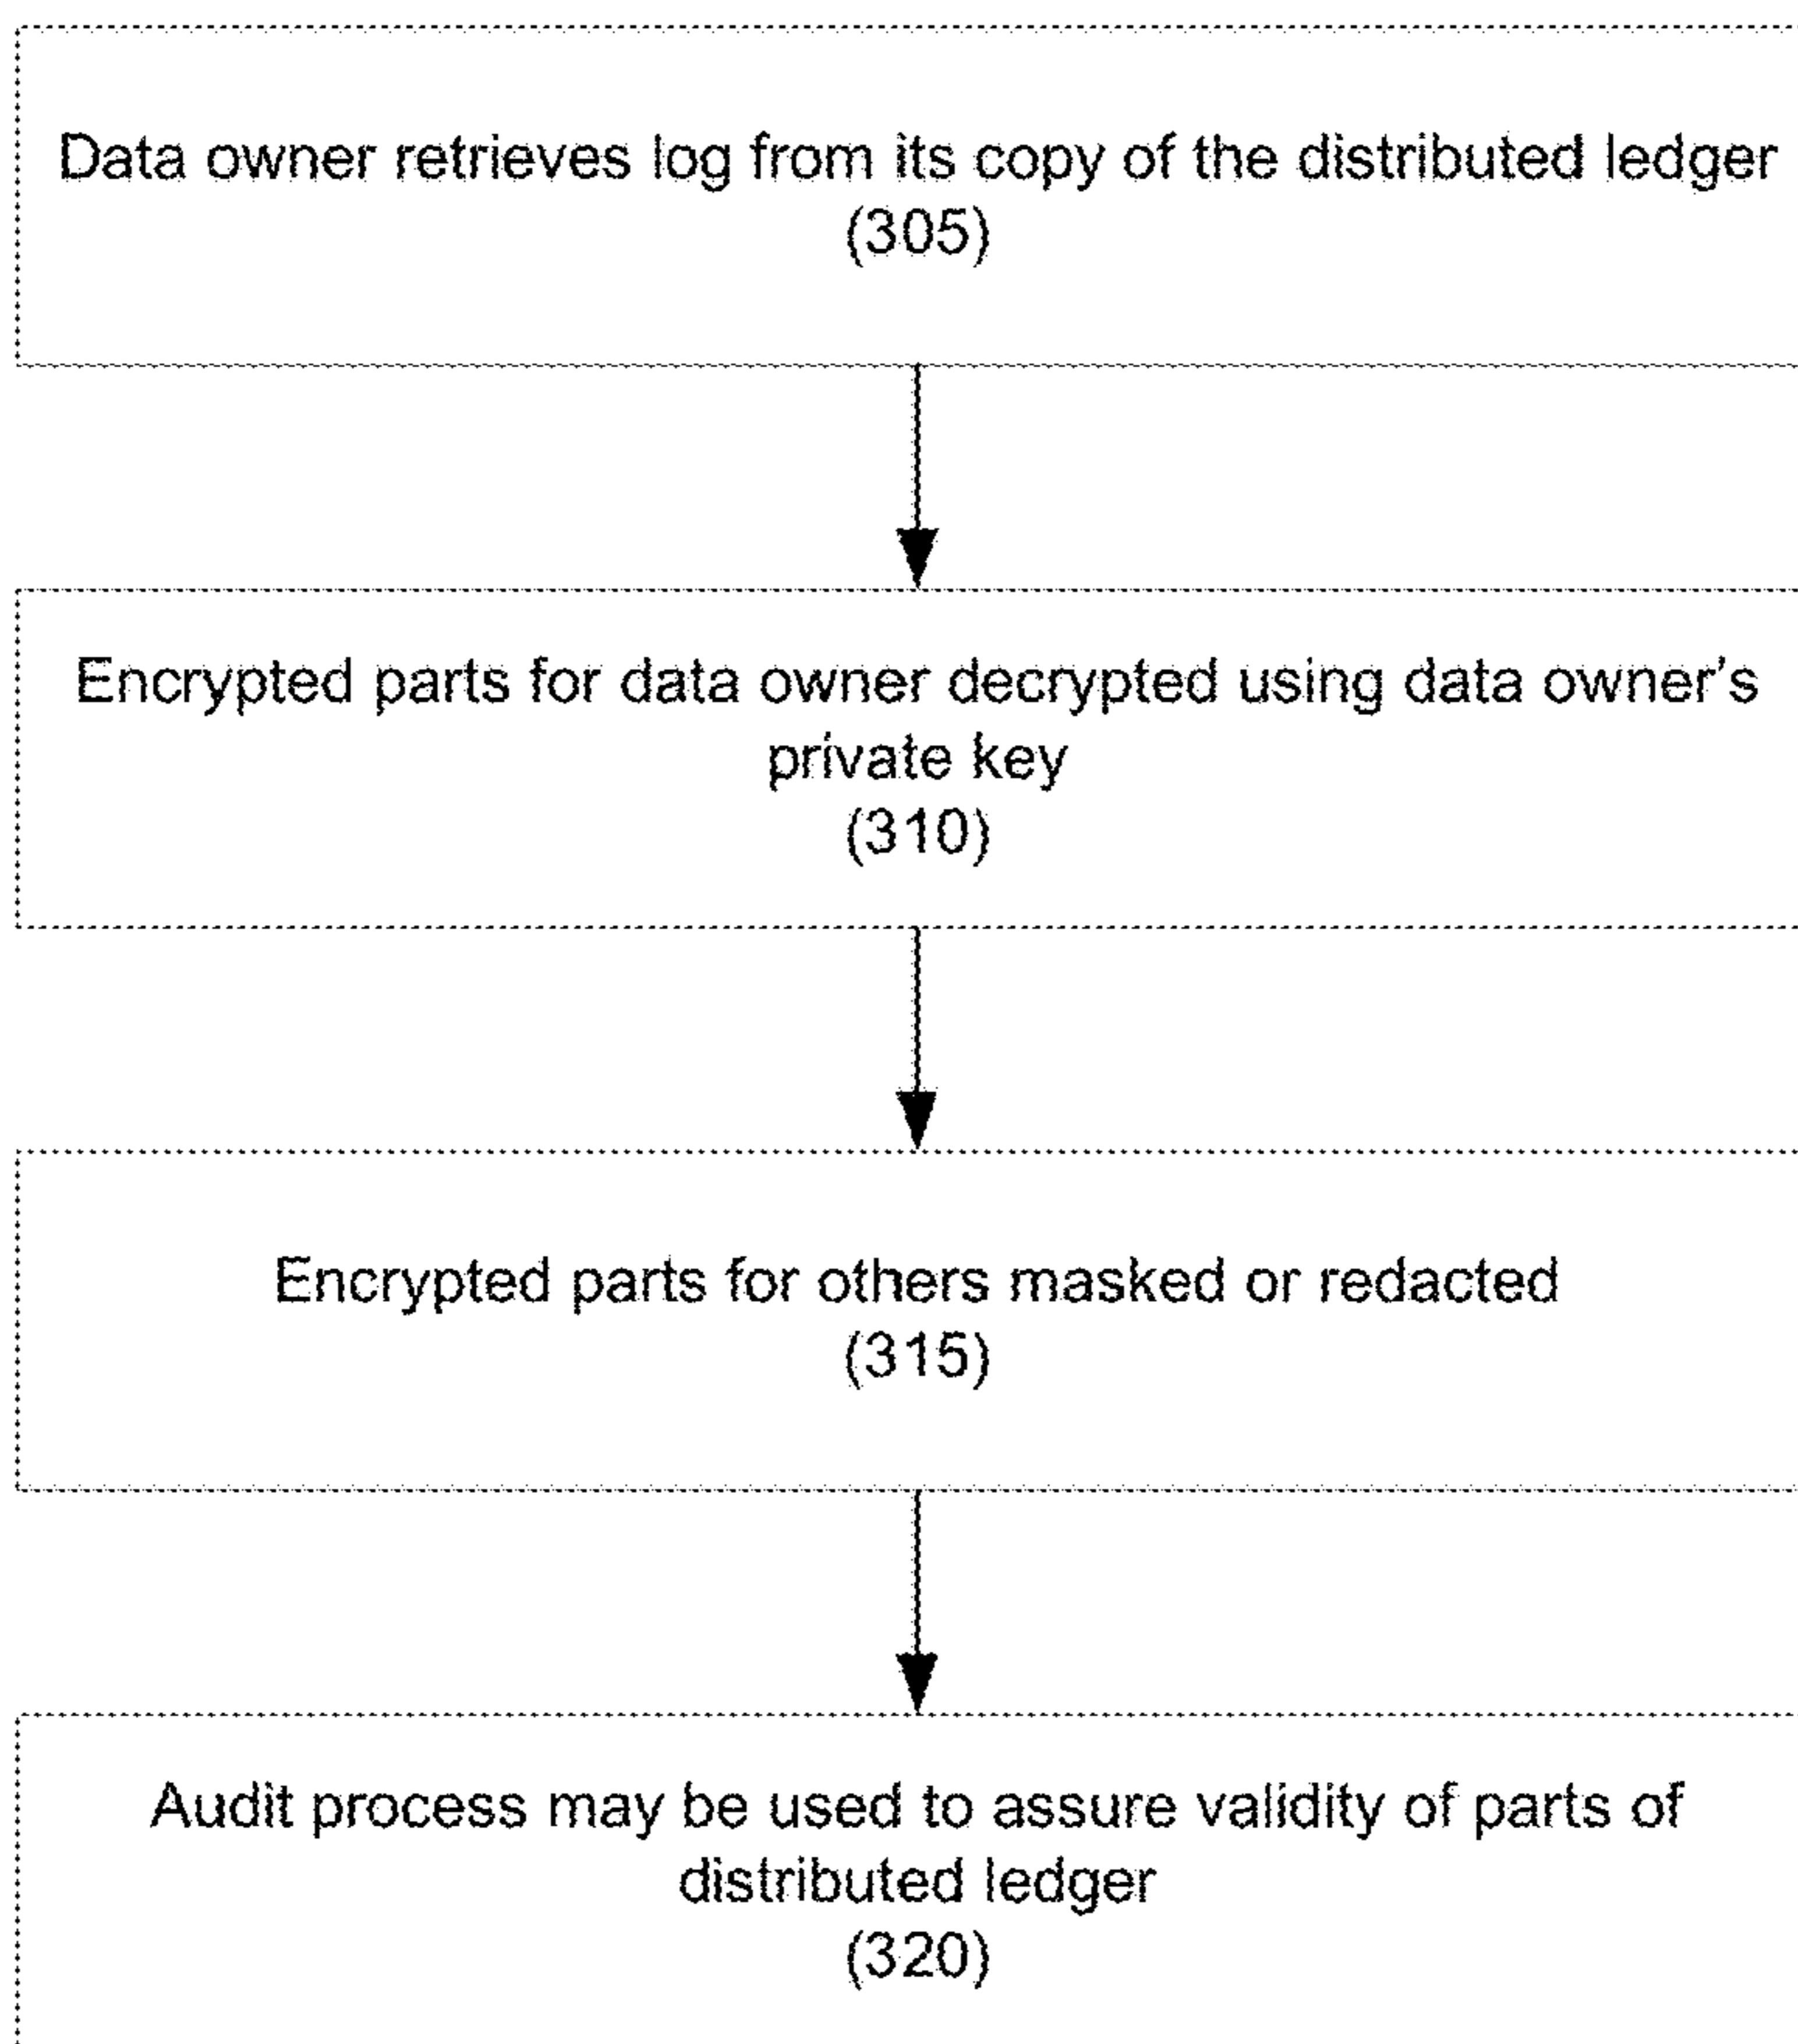 Data owner retrieves log from its copy of the distributed ledger
(305)
Encrypted parts for data owner decrypted using data owner's
private key
(310)
Encrypted parts for others masked or redacted
(315)
Audit process may be used to assure validity of parts of
distributed ledger
(320)